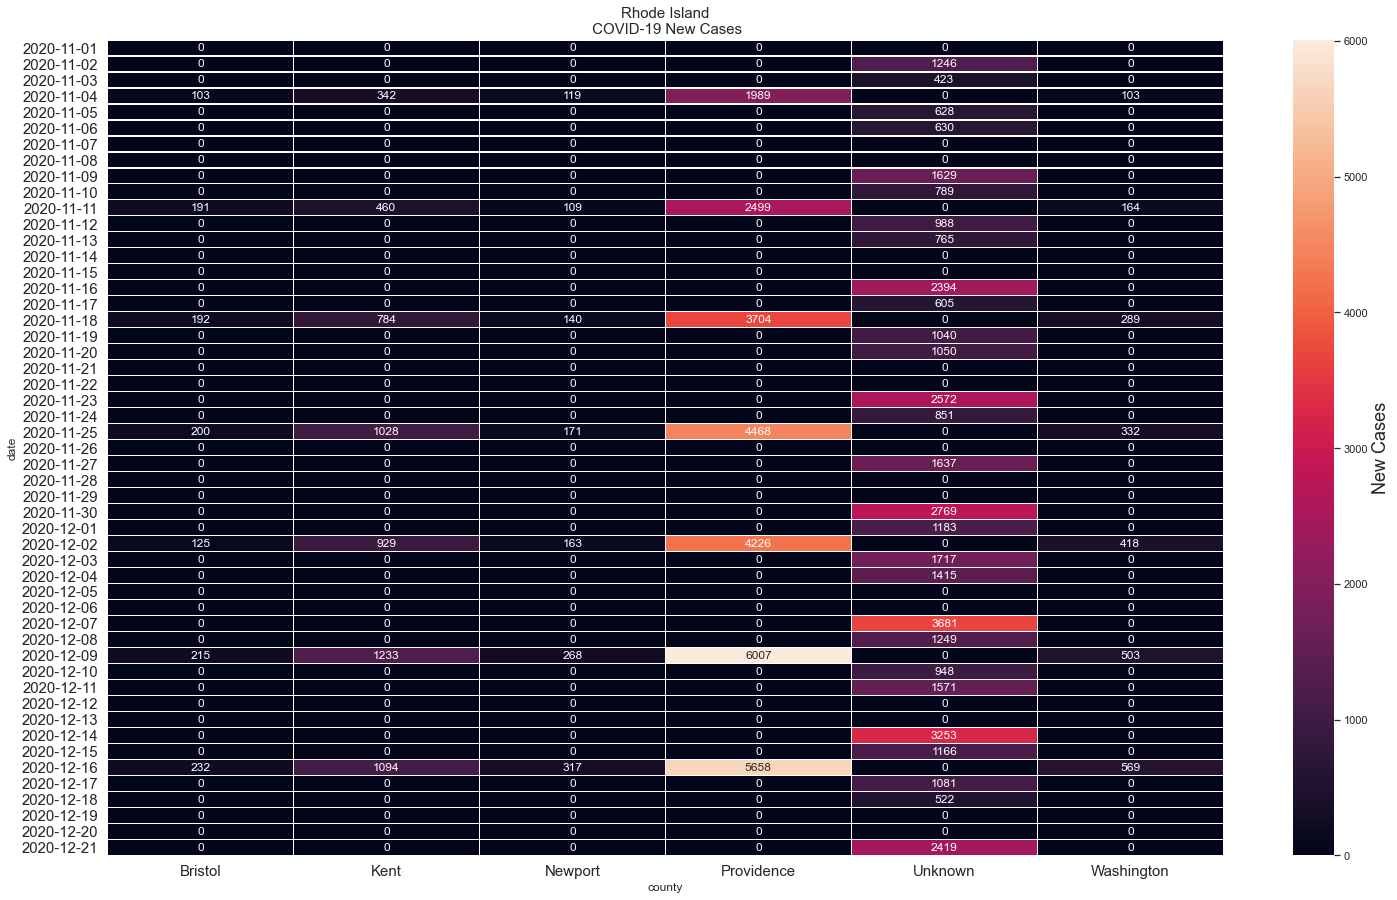 Rhode Island
COVID-19 New Cases
2020-11-01 0 0 0 0 0 0
2020-11-02 0 0 0 0 1246 0
2020-11-03 0 0 0 0 423 0
2020-11-04 103 342 119 1989 0 103
2020-11-05 0 0 0 0 628 0
2020-11-06 0 0 0 0 630 0
2020-11-07 0 0 0 0 0 0
2020-11-08 0 0 0 0 0 0
2020-11-09 0 0 0 0 1629 0
2020-11-10 0 0 0 0 789 0
2020-11-11 191 460 109 2499 0 164
2020-11-12 0 0 0 0 988 0
2020-11-13 0 0 0 0 765 0
2020-11-14 0 0 0 0 0 0
2020-11-15 0 0 0 0 0 0
2020-11-16 0 0 0 0 2394 0
2020-11-17 0 0 0 0 605 0
2020-11-18 192 784 140 3704 0 289
2020-11-19 0 0 0 0 1040 0
2020-11-20 0 0 0 0 1050 0
2020-11-21 0 0 0 0 0 0
2020-11-22 0 0 0 0 0 0
2020-11-23 0 0 0 0 2572 0
2020-11-24 0 0 0 0 851 0
2020-11-25 200 1028 171 4468 0 332
2020-11-26 0 0 0 0 0 0
2020-11-27 0 0 0 0 1637 0
2020-11-28 0 0 0 0 0 0
2020-11-29 0 0 0 0 0 0
2020-11-30 0 0 0 0 2769 0
2020-12-01 0 0 0 0 1183 0
2020-12-02 125 929 163 4226 0 418
2020-12-03 0 0 0 0 1717 0
2020-12-04 0 0 0 0 1415 0
2020-12-05 0 0 0 0 0 0
2020-12-06 0 0 0 0 0 0
2020-12-07 0 0 0 0 3681 0
2020-12-08 0 0 0 0 1249 0
2020-12-09 215 1233 268 6007 0 503
2020-12-10 0 0 0 0 948 0
2020-12-11 0 0 0 0 1571 0
2020-12-12 0 0 0 0 0 0
2020-12-13 0 0 0 0 0 0
2020-12-14 0 0 0 0 3253 0
2020-12-15 0 0 0 0 1166 0
2020-12-16 232 1094 317 5658 0 569
2020-12-17 0 0 0 0 1081 0
2020-12-18 0 0 0 0 522 0
2020-12-19 0 0 0 0 0 0
2020-12-20 0 0 0 0 0 0
2020-12-21 0 0 0 0 2419 0
Bristol Kent Newport Providence Unknown Washington
county
date
6000
5000
4000
3000
2000
1000
0
New Cases